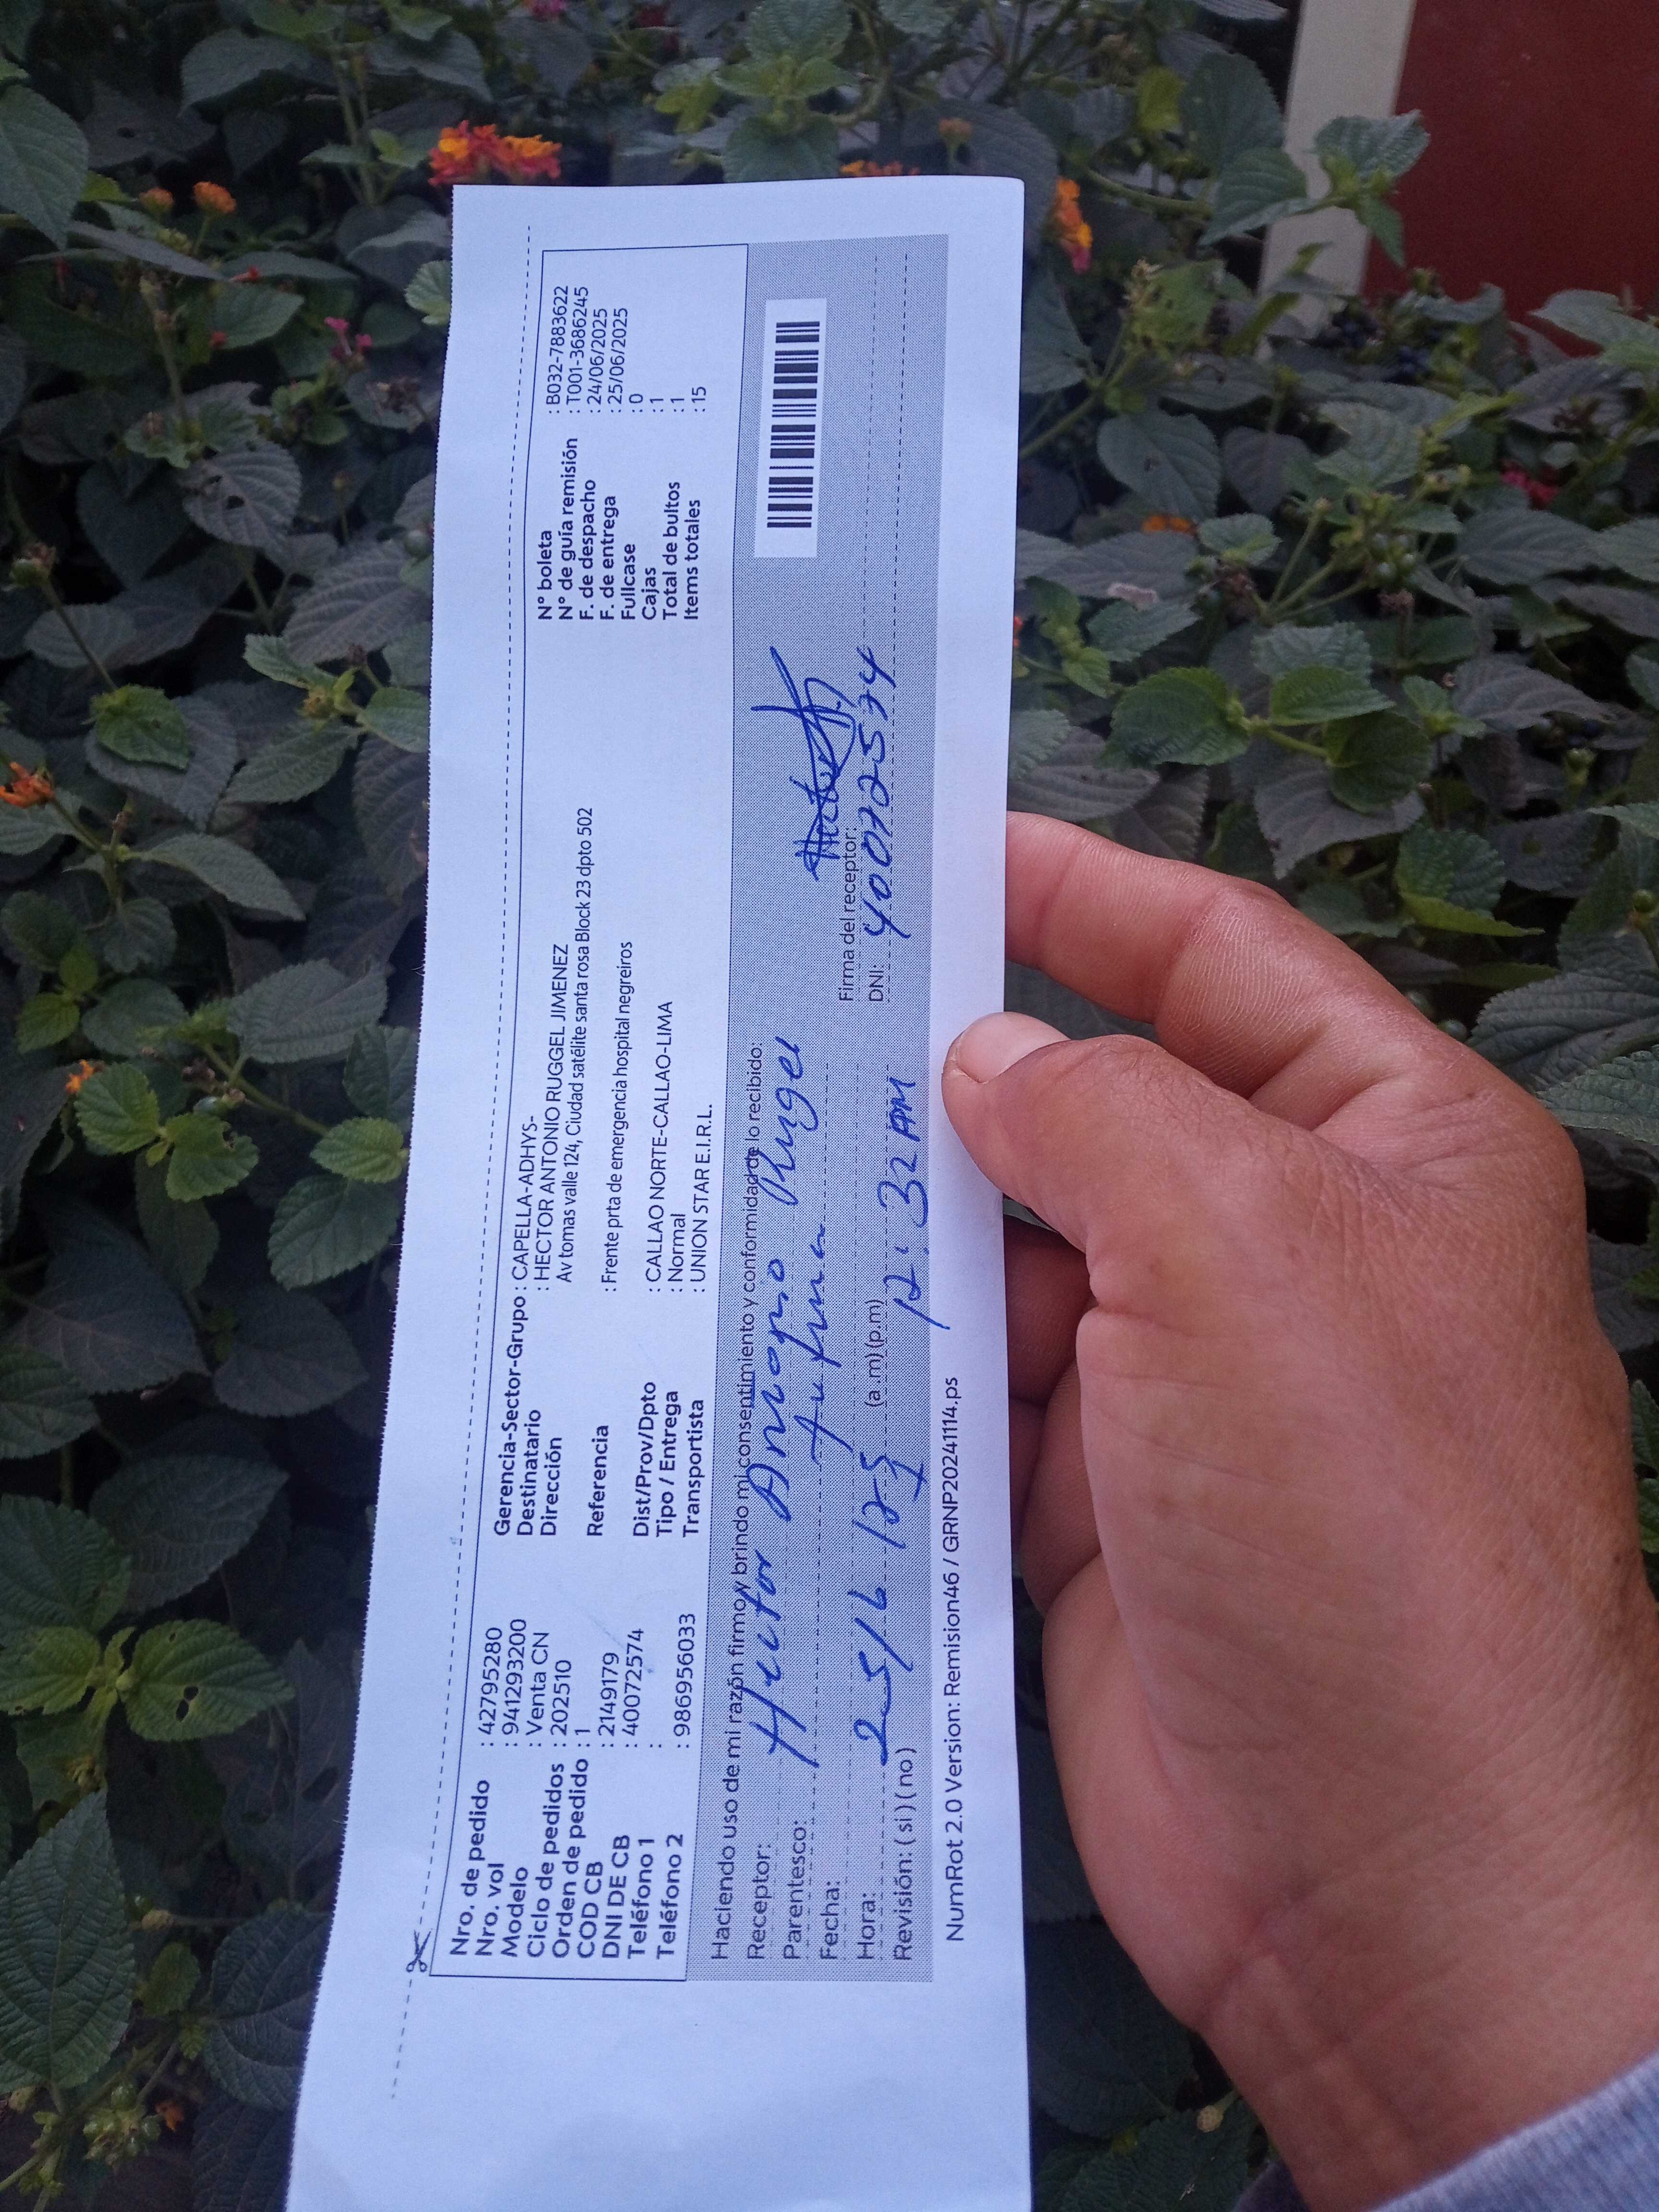 Nro. de pedido : 42795280
Nro. vol : 941293200
Modelo : Venta CN
Ciclo de pedidos : 202510
Orden de pedido : 1
COD CB : 2149179
DNI DE CB : 40072574
Teléfono 1 :
Teléfono 2 : 986956033
Gerencia-Sector-Grupo : CAPELLA-ADHYS-
Destinatario : HECTOR ANTONIO RUGGEL JIMENEZ
Dirección Av tomas valle 124, Ciudad satélite santa rosa Block 23 dpto 502
Referencia : Frente prta de emergencia hospital negreiros
Dist/Prov/Dpto : CALLAO NORTE-CALLAO-LIMA
Tipo / Entrega : Normal
Transportista : UNION STAR E.I.R.L.
N° boleta : B032-7883622
N° de guía remisión : T001-3686245
F. de despacho : 24/06/2025
F. de entrega : 25/06/2025
Fullcase : 0
Cajas : 1
Total de bultos : 1
Items totales : 15
Haciendo uso de mi razón firmo y brindo mi consentimiento y conformidad de lo recibido:
Receptor: Hector Antonio Rugel
Parentesco:
Fecha: 25/6/25
Hora: (a .m) (p.m) 12:32 PM
Revisión: ( si ) ( no )
Firma del receptor:
DNI: 40072574
NumRot 2.0 Version: Remision46 / GRNP20241114.ps